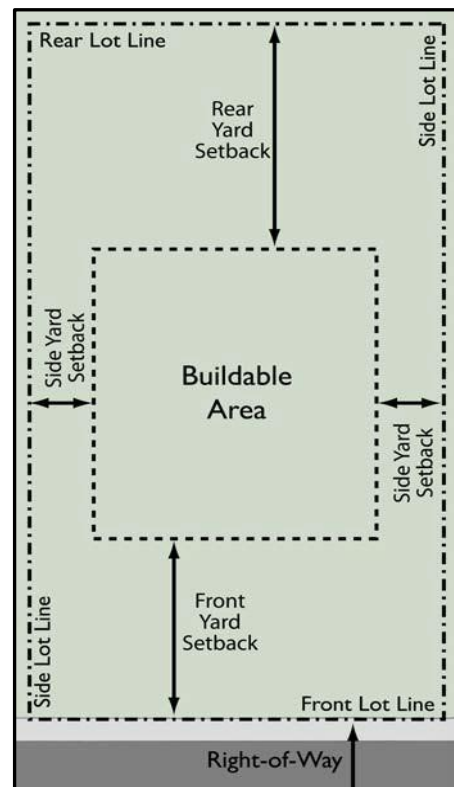 Rear Lot Line
Side Lot Line
Rear
Yard
Setback
Side Yard
Setback
Buildable
Area
Side Yard
Setback
Front
Yard
Setback
Side Lot Line
Front Lot Line
Right-of-Way